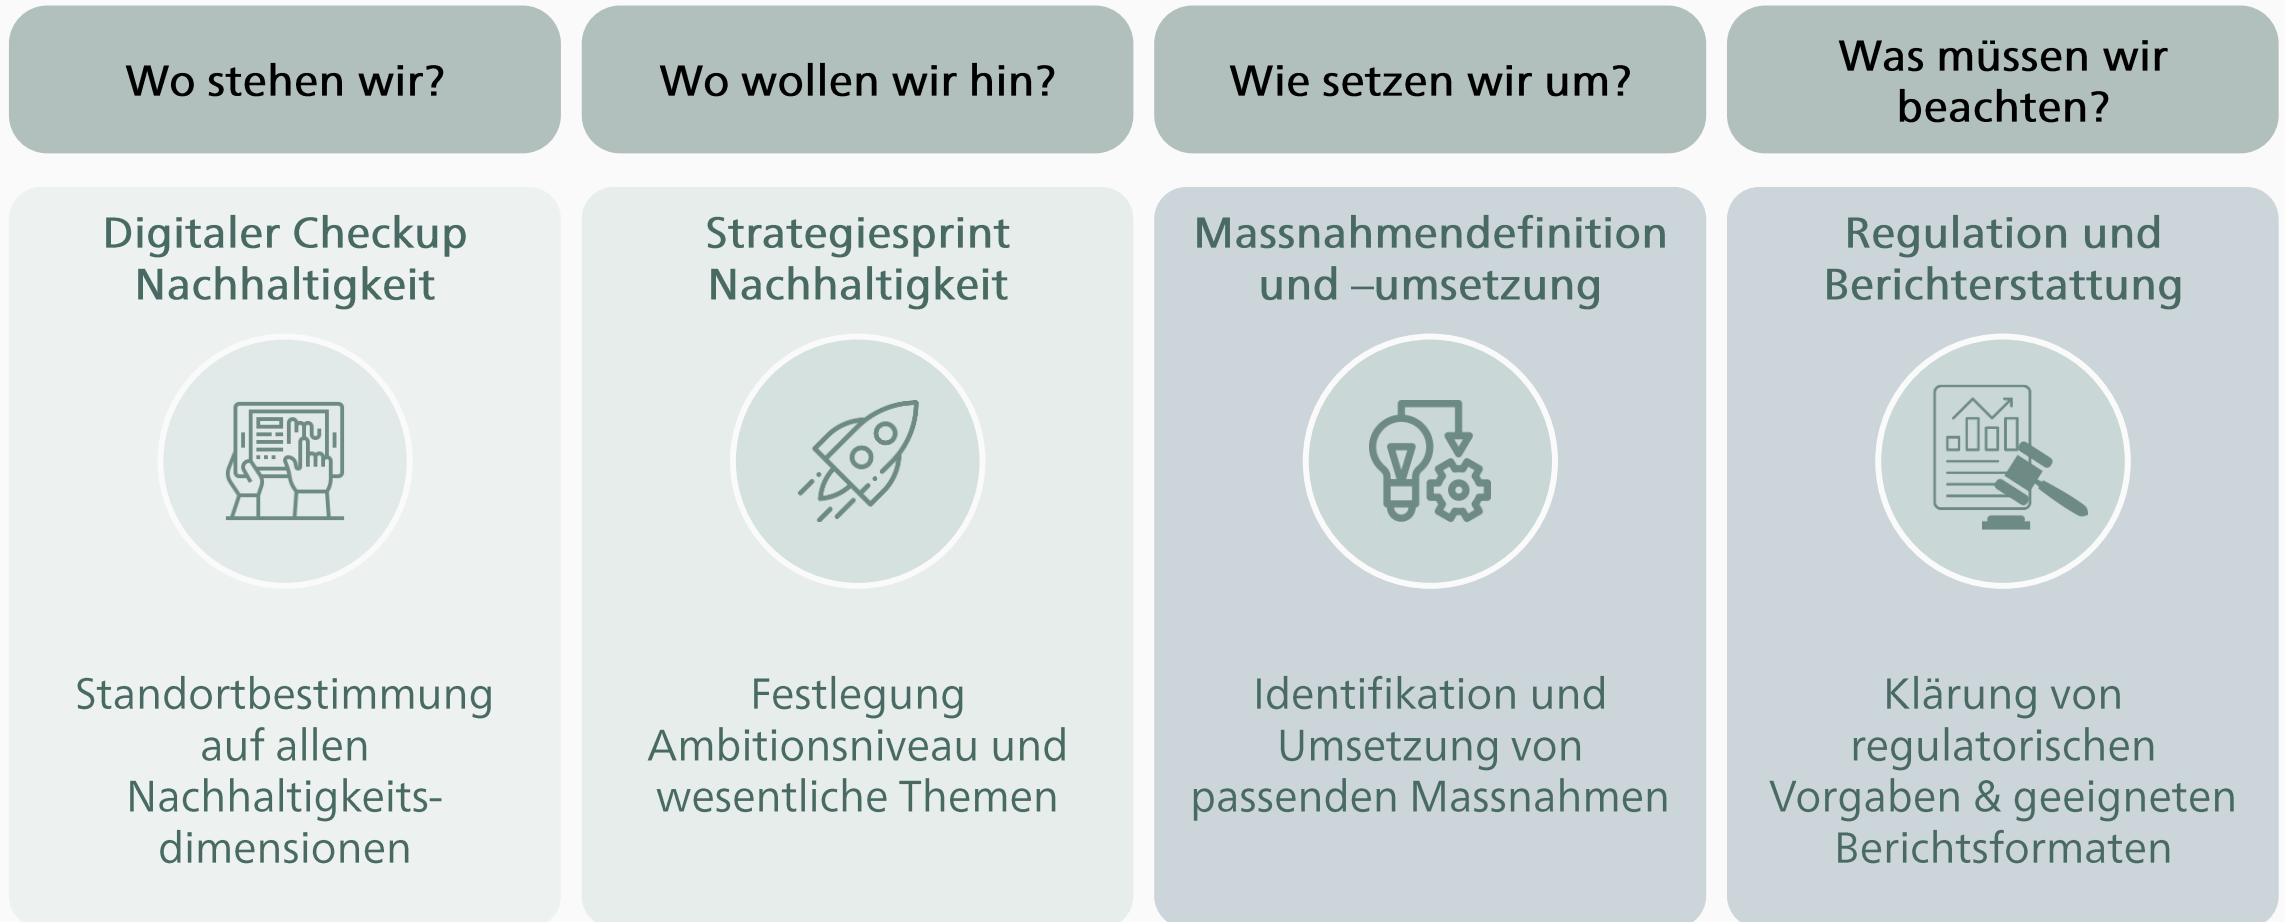 Wo stehen wir?
Wo wollen wir hin?
Wie setzen wir um?
Was müssen wir
beachten?
Digitaler Checkup
Nachhaltigkeit
Standortbestimmung
auf allen
Nachhaltigkeits-
dimensionen
Strategiesprint
Nachhaltigkeit
Festlegung
Ambitionsniveau und
wesentliche Themen
Massnahmendefinition
und –umsetzung
Identifikation und
Umsetzung von
passenden Massnahmen
Regulation und
Berichterstattung
Klärung von
regulatorischen
Vorgaben & geeigneten
Berichtsformaten